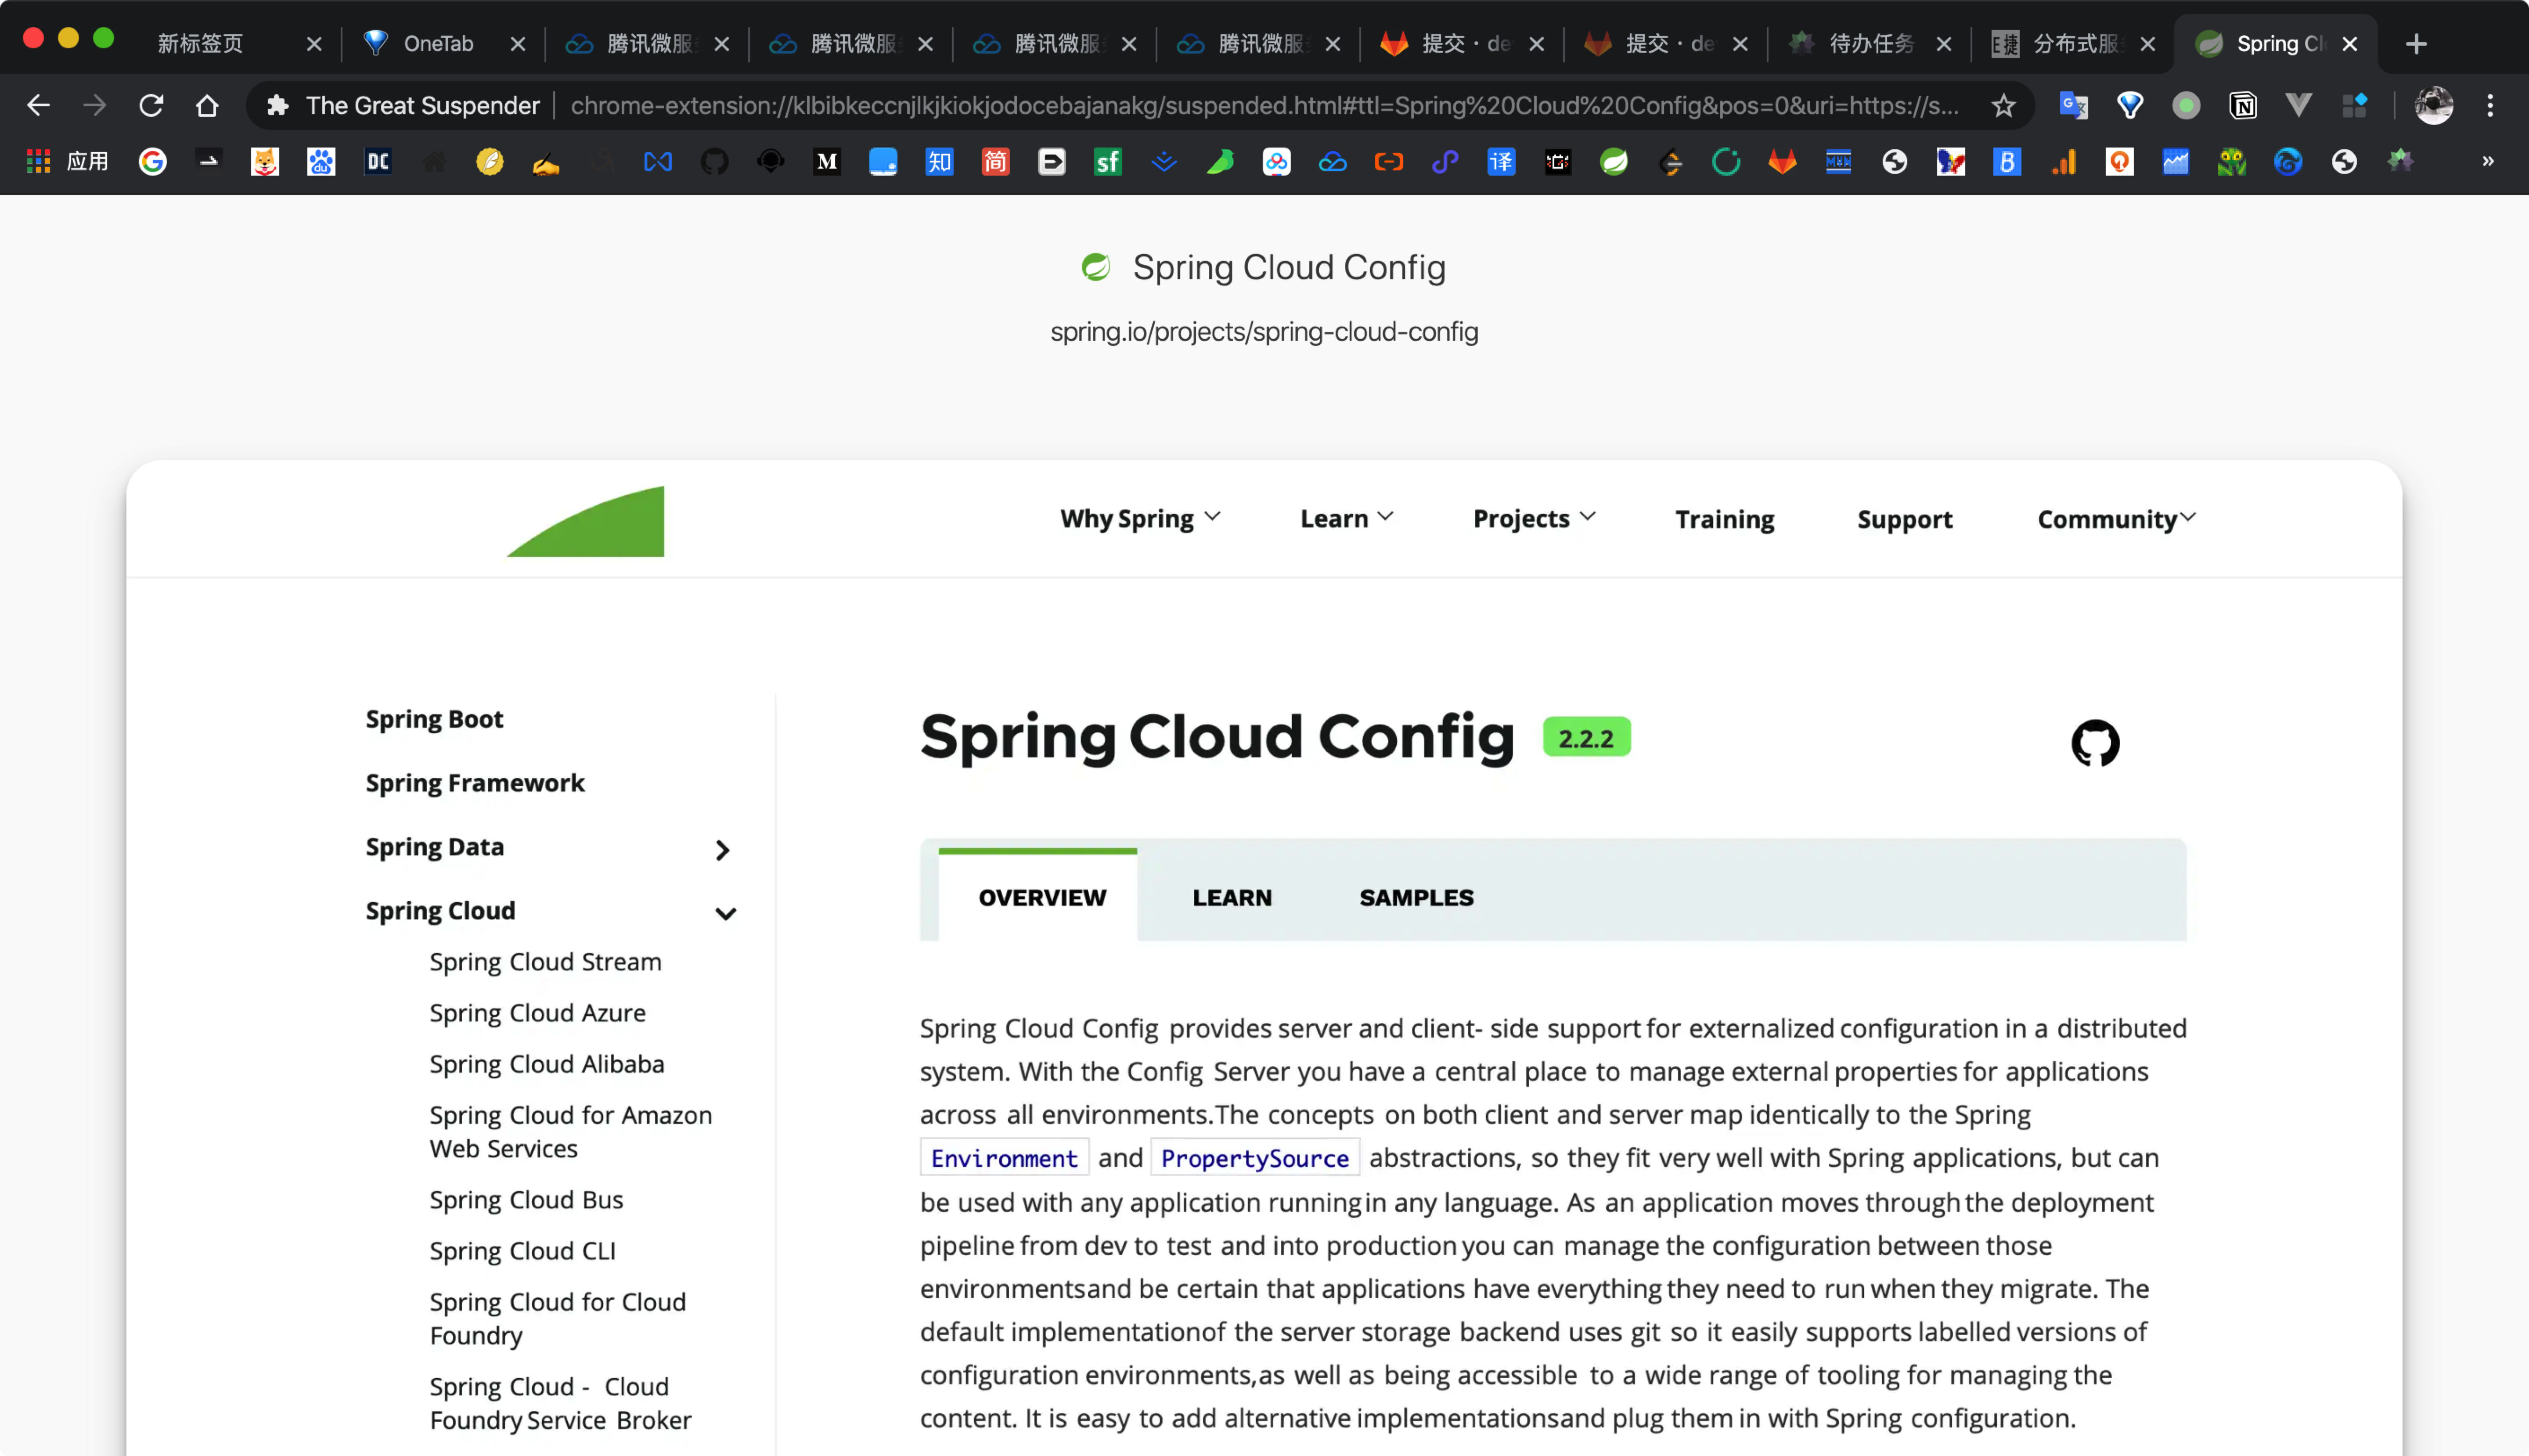 新标签页
OneTab
腾讯微服
腾讯微服
腾讯微服
腾讯微服
提交 · de
提交 · de
待办任务
E捷 分布式服
Spring Cl
The Great Suspender
chrome-extension://klbibkeccnjlkjkiokjodocebajanakg/suspended.html#ttl=Spring%20Cloud%20Config&pos=0&uri=https://s...
应用
du
DC
M
知
简
sf
译
B
»
Spring Cloud Config
spring.io/projects/spring-cloud-config
Why Spring
Learn
Projects
Training
Support
Community
Spring Boot
Spring Framework
Spring Data
Spring Cloud
Spring Cloud Stream
Spring Cloud Azure
Spring Cloud Alibaba
Spring Cloud for Amazon
Web Services
Spring Cloud Bus
Spring Cloud CLI
Spring Cloud for Cloud
Foundry
Spring Cloud - Cloud
Foundry Service Broker
Spring Cloud Config 2.2.2
OVERVIEW
LEARN
SAMPLES
Spring Cloud Config provides server and client- side support for externalized configuration in a distributed
system. With the Config Server you have a central place to manage external properties for applications
across all environments.The concepts on both client and server map identically to the Spring
Environment and PropertySource abstractions, so they fit very well with Spring applications, but can
be used with any application runningin any language. As an application moves throughthe deployment
pipeline from dev to test and into productionyou can manage the configuration between those
environmentsand be certain that applications have everything they need to run when they migrate. The
default implementationof the server storage backend uses git so it easily supports labelled versions of
configuration environments,as well as being accessible to a wide range of tooling for managing the
content. It is easy to add alternative implementationsand plug them in with Spring configuration.